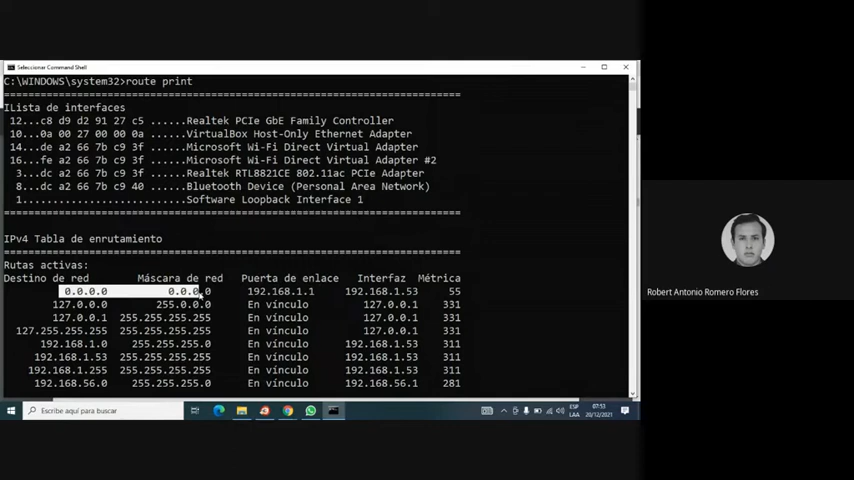 Seleccionar Command Shell
C:\WINDOWS\system32>route print
===========================================================================
ILista de interfaces
12...c8 d9 d2 91 27 c5 ......Realtek PCIe GbE Family Controller
10...0a 00 27 00 00 0a ......VirtualBox Host-Only Ethernet Adapter
14...de a2 66 7b c9 3f ......Microsoft Wi-Fi Direct Virtual Adapter
16...fe a2 66 7b c9 3f ......Microsoft Wi-Fi Direct Virtual Adapter #2
3...dc a2 66 7b c9 3f ......Realtek RTL8821CE 802.11ac PCIe Adapter
8...dc a2 66 7b c9 40 ......Bluetooth Device (Personal Area Network)
1...........................Software Loopback Interface 1
===========================================================================
IPv4 Tabla de enrutamiento
===========================================================================
Rutas activas:
Destino de red Máscara de red Puerta de enlace Interfaz Métrica
0.0.0.0 0.0.0.0 192.168.1.1 192.168.1.53 55
127.0.0.0 255.0.0.0 En vínculo 127.0.0.1 331
127.0.0.1 255.255.255.255 En vínculo 127.0.0.1 331
127.255.255.255 255.255.255.255 En vínculo 127.0.0.1 331
192.168.1.0 255.255.255.0 En vínculo 192.168.1.53 311
192.168.1.53 255.255.255.255 En vínculo 192.168.1.53 311
192.168.1.255 255.255.255.255 En vínculo 192.168.1.53 311
192.168.56.0 255.255.255.0 En vínculo 192.168.56.1 281
Robert Antonio Romero Flores
Escribe aquí para buscar
ESP
LAA
07:53
20/12/2021